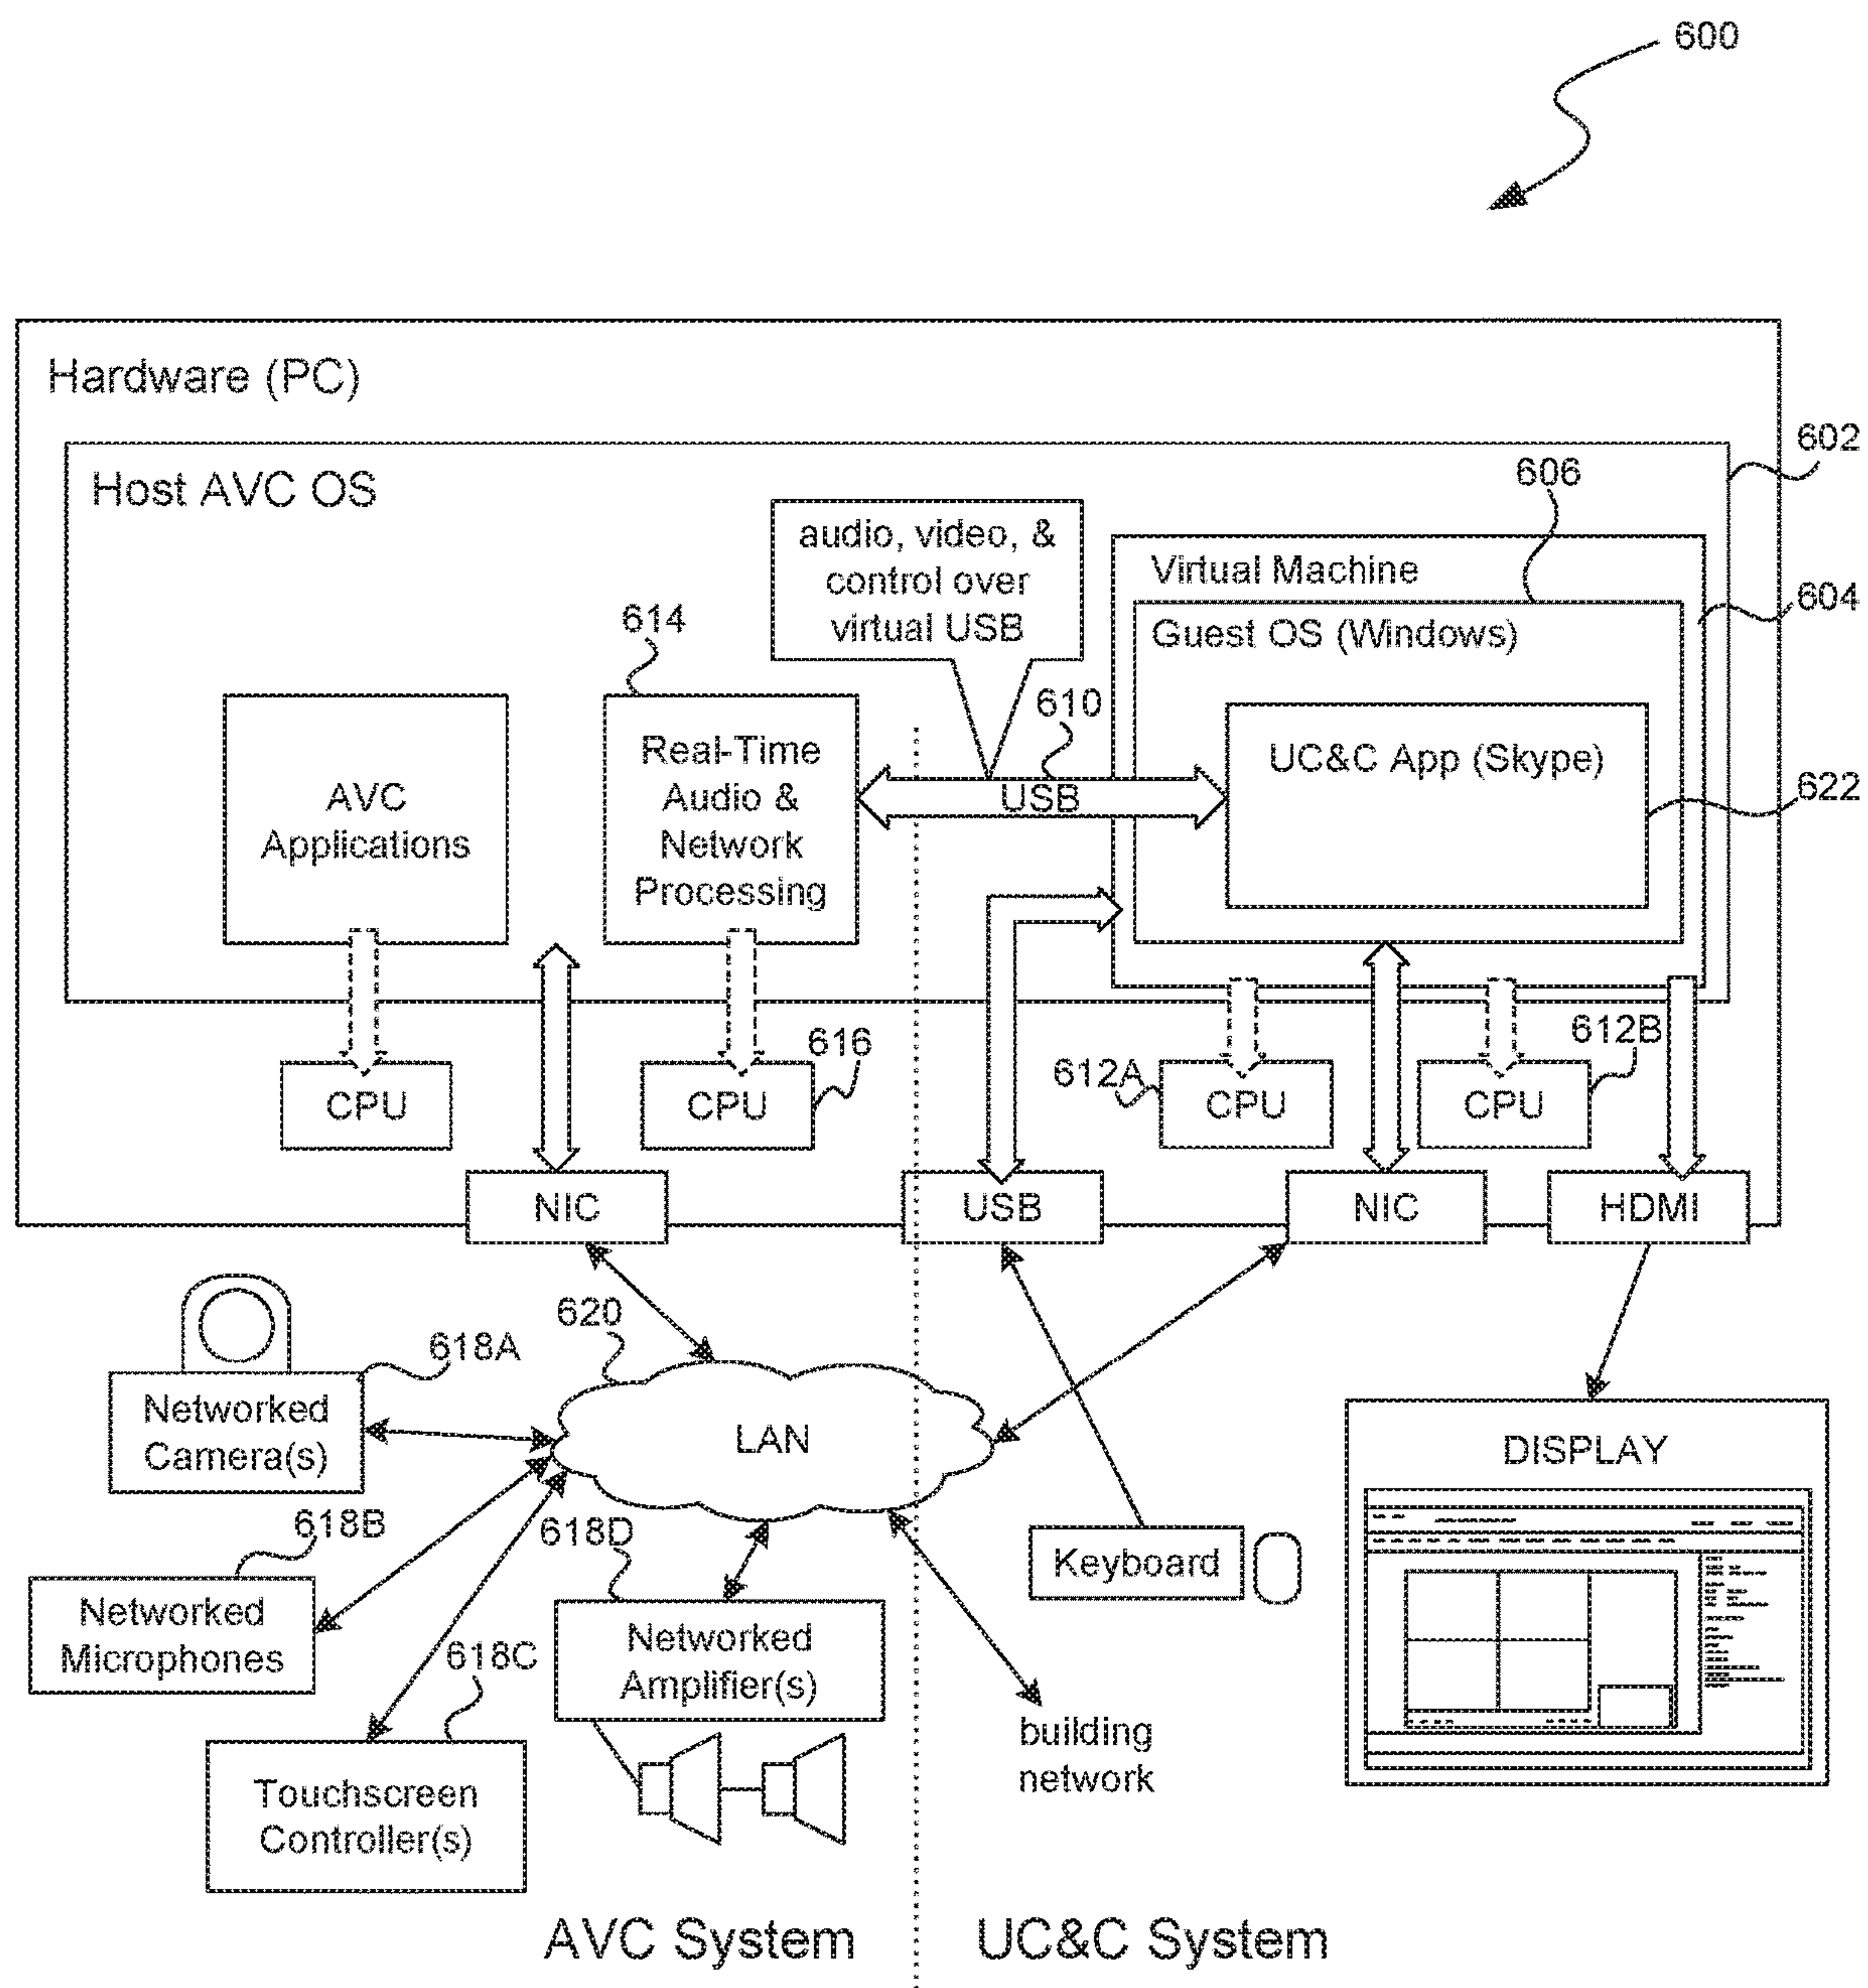 600
Hardware (PC)
602
Host AVC OS
606
audio, video, &
control over
virtual USB
Virtual Machine
604
614
Guest OS (Windows)
610
AVC
Applications
Real-Time
Audio &
Network
Processing
USB
UC&C App (Skype)
622
CPU
CPU
616
612A
CPU
CPU
612B
NIC
USB
NIC
HDMI
620
618A
Networked
Camera(s)
LAN
DISPLAY
618B
618D
Keyboard
Networked
Microphones
618C
Networked
Amplifier(s)
building
network
Touchscreen
Controller(s)
AVC System
UC&C System